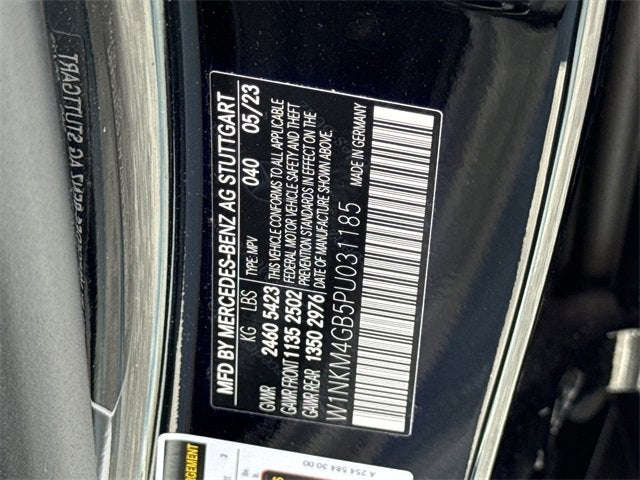 MFD BY MERCEDES-BENZ AG STUTTGART
KG LBS TYPE: MPV 040 05/23
GVWR 2460 5423 THIS VEHICLE CONFORMS TO ALL APPLICABLE
GAWR FRONT 1135 2502 FEDERAL MOTOR VEHICLE SAFETY AND THEFT
GAWR REAR 1350 2976 PREVENTION STANDARDS IN EFFECT ON THE
DATE OF MANUFACTURE SHOWN ABOVE.
W1NKM4GB5PU031185 MADE IN GERMANY
A 254 584 30 00